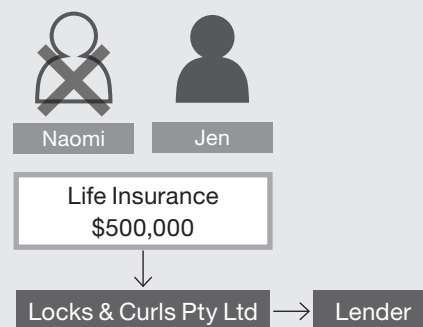 Naomi
Jen
Life Insurance
$500,000
Locks & Curls Pty Ltd
Lender